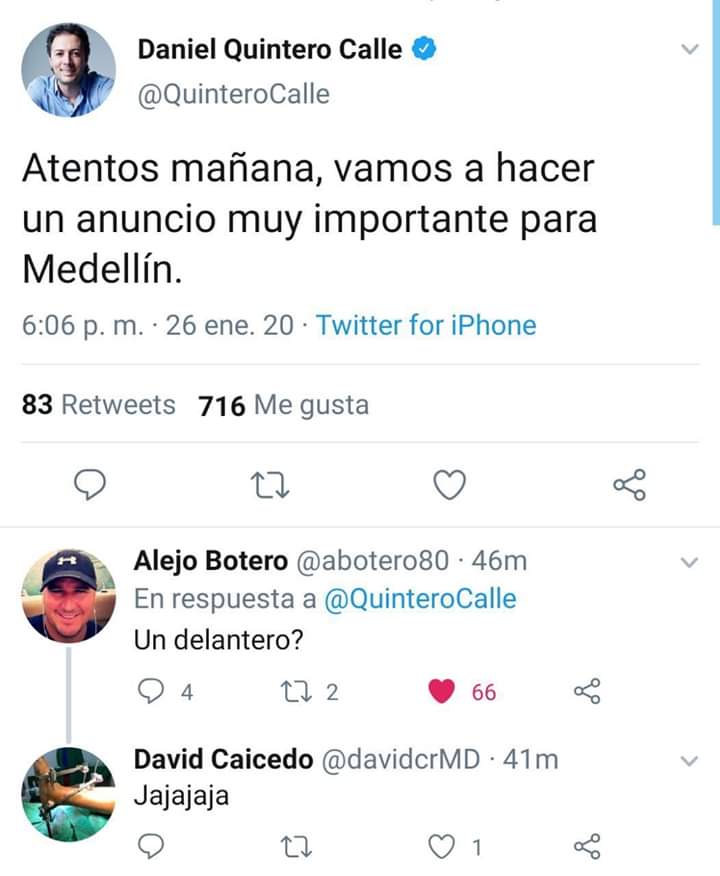 Daniel Quintero Calle
@QuinteroCalle
Atentos mañana, vamos a hacer
un anuncio muy importante para
Medellín.
6:06 p. m. · 26 ene. 20 · Twitter for iPhone
83 Retweets 716 Me gusta
Alejo Botero @abotero80 · 46m
En respuesta a @QuinteroCalle
Un delantero?
4 2 66
David Caicedo @davidcrMD · 41m
Jajajaja
1